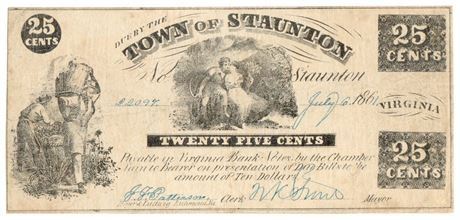 25
CENTS
DUE BY THE
TOWN OF STAUNTON
25
CENTS
No
Staunton
July 6 1861
VIRGINIA
TWENTY FIVE CENTS
Payable in Virginia Bank Notes, by the Chamber
lain to Bearer on presentation of Due Bills to the
amount of Ten Dollars
25
CENTS
Clerk
Mayor